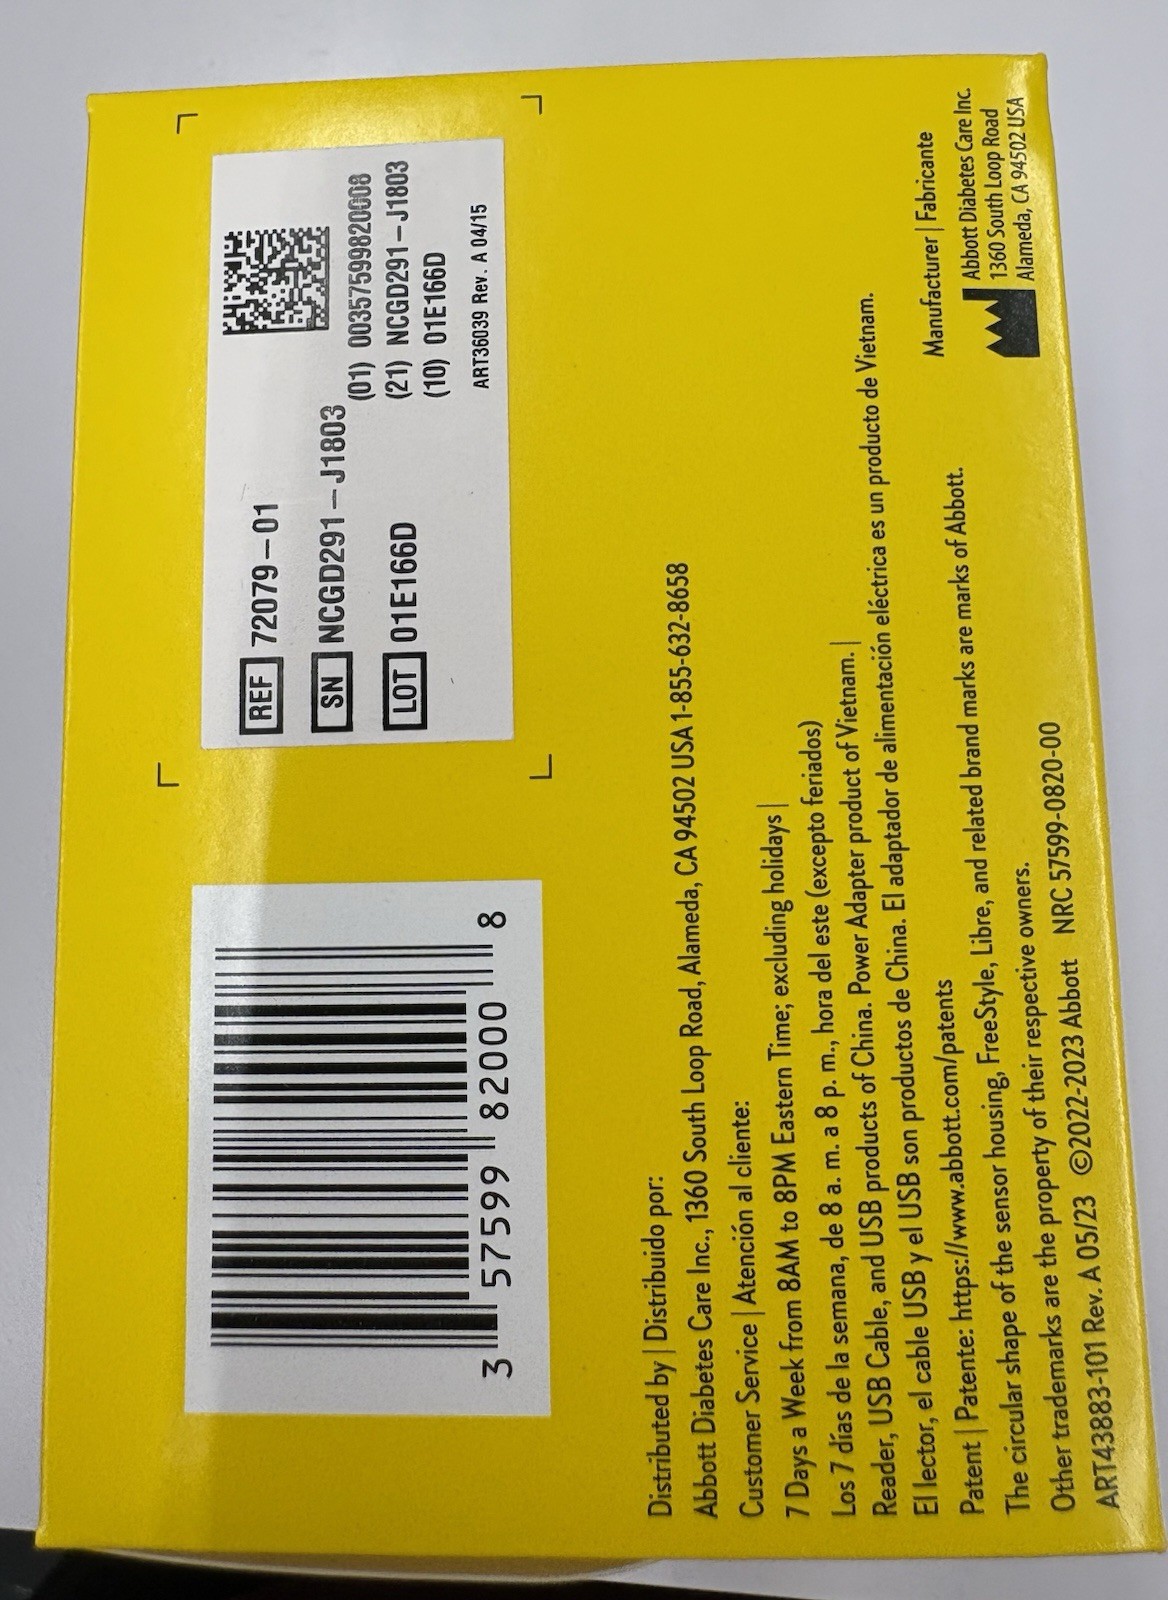 3 57599 82000 8
REF 72079-01
SN NCGD291-J1803
LOT 01E166D
(01) 00357599820008
(21) NCGD291-J1803
(10) 01E166D
ART36039 Rev. A 04/15
Distributed by | Distribuido por:
Abbott Diabetes Care Inc., 1360 South Loop Road, Alameda, CA 94502 USA 1-855-632-8658
Customer Service | Atención al cliente:
7 Days a Week from 8AM to 8PM Eastern Time; excluding holidays |
Los 7 días de la semana, de 8 a. m. a 8 p. m., hora del este (excepto feriados)
Reader, USB Cable, and USB products of China. Power Adapter product of Vietnam. |
El lector, el cable USB y el USB son productos de China. El adaptador de alimentación eléctrica es un producto de Vietnam.
Patent | Patente: https://www.abbott.com/patents
The circular shape of the sensor housing, FreeStyle, Libre, and related brand marks are marks of Abbott.
Other trademarks are the property of their respective owners.
ART43883-101 Rev. A 05/23 ©2022-2023 Abbott NRC 57599-0820-00
Manufacturer | Fabricante
Abbott Diabetes Care Inc.
1360 South Loop Road
Alameda, CA 94502 USA